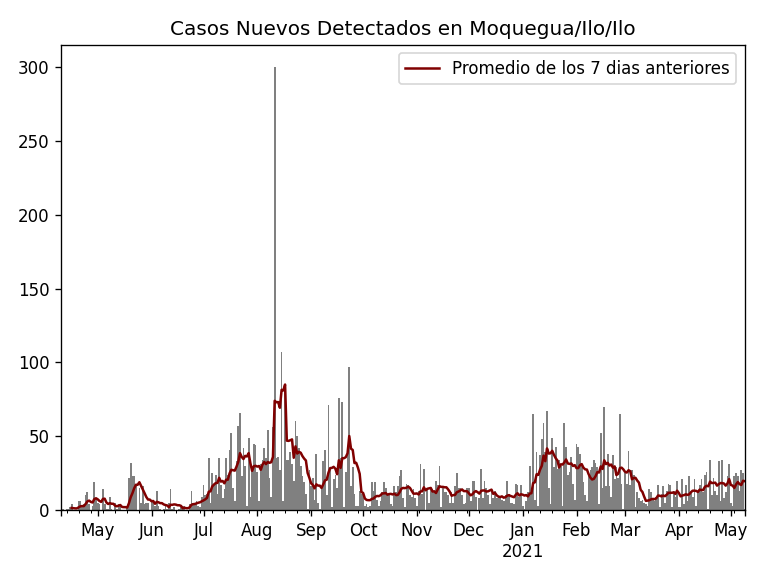 Casos Nuevos Detectados en Moquegua/Ilo/Ilo
Promedio de los 7 dias anteriores
300
250
200
150
100
50
0
May Jun Jul Aug Sep Oct Nov Dec Jan Feb Mar Apr May
2021